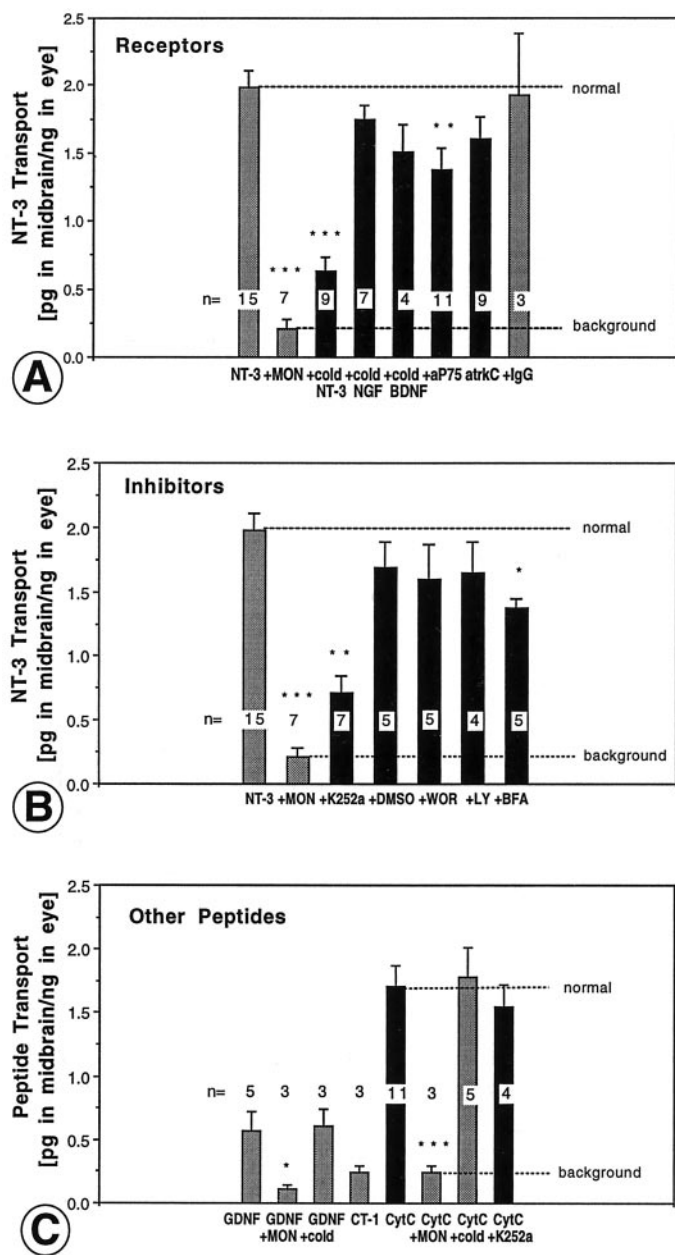 Receptors
NT-3 Transport
[pg in midbrain/ng in eye]
2.5
2.0
1.5
1.0
0.5
0.0
normal
background
* * *
* * *
* *
n= 15 7 9 7 4 11 9 3
NT-3 +MON +cold +cold +cold +aP75 atrkC +IgG
NT-3 NGF BDNF
A
Inhibitors
NT-3 Transport
[pg in midbrain/ng in eye]
2.5
2.0
1.5
1.0
0.5
0.0
normal
background
* * *
* *
*
n= 15 7 7 5 5 4 5
NT-3 +MON +K252a +DMSO +WOR +LY +BFA
B
Other Peptides
Peptide Transport
[pg in midbrain/ng in eye]
2.5
2.0
1.5
1.0
0.5
0.0
normal
background
*
* * *
n= 5 3 3 3 11 3 5 4
GDNF GDNF GDNF CT-1 CytC CytC CytC CytC
+MON +cold +MON +cold +K252a
C